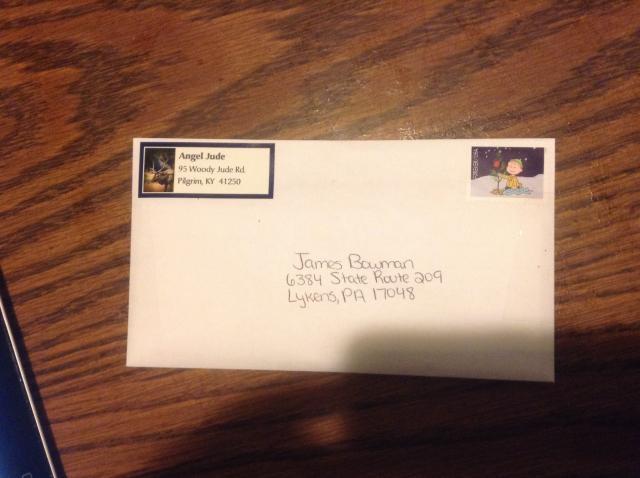 Angel Jude
95 Woody Jude Rd.
Pilgrim, KY 41250
James Bowman
6384 State Route 209
Lykens, PA 17048